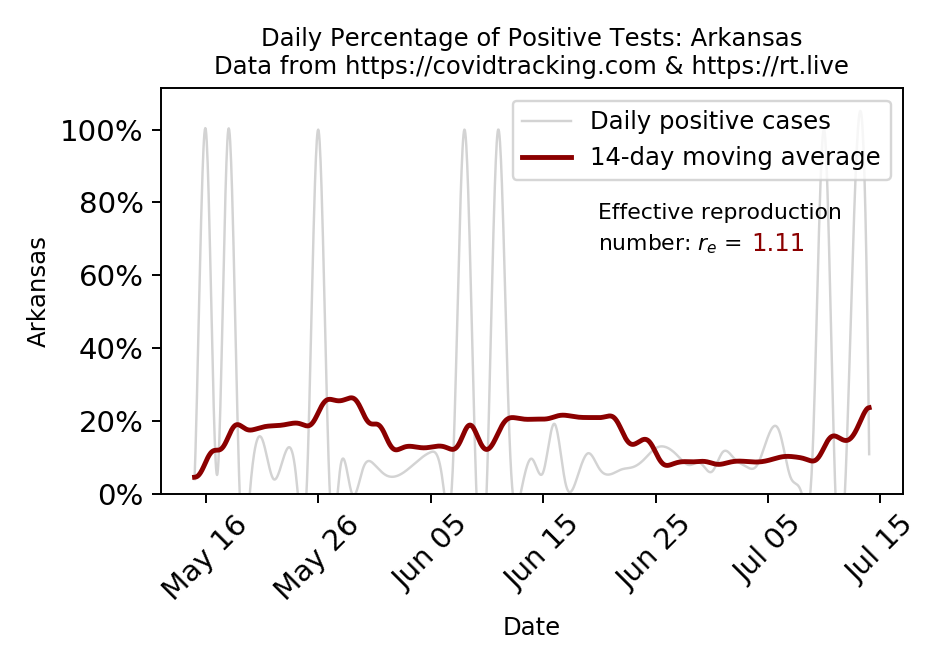 Daily Percentage of Positive Tests: Arkansas
Data from https://covidtracking.com & https://rt.live
Daily positive cases
14-day moving average
Effective reproduction
number: rₑ = 1.11
100%
80%
60%
40%
20%
0%
Arkansas
May 16
May 26
Jun 05
Jun 15
Jun 25
Jul 05
Jul 15
Date